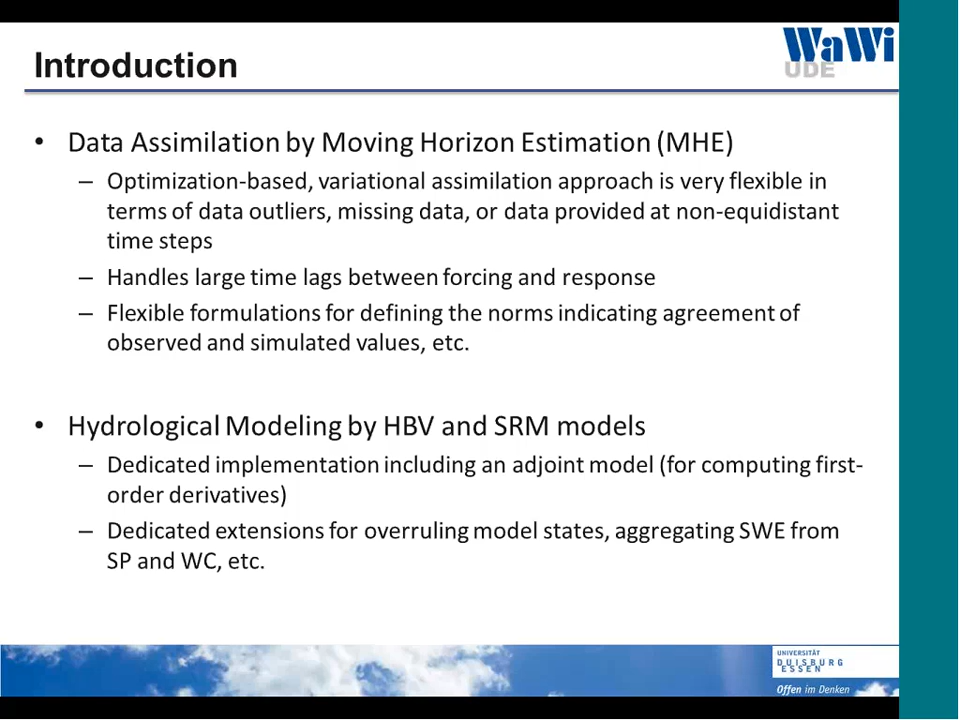 Introduction
WaWi
UDE
• Data Assimilation by Moving Horizon Estimation (MHE)
– Optimization-based, variational assimilation approach is very flexible in
terms of data outliers, missing data, or data provided at non-equidistant
time steps
– Handles large time lags between forcing and response
– Flexible formulations for defining the norms indicating agreement of
observed and simulated values, etc.
• Hydrological Modeling by HBV and SRM models
– Dedicated implementation including an adjoint model (for computing first-
order derivatives)
– Dedicated extensions for overruling model states, aggregating SWE from
SP and WC, etc.
UNIVERSITÄT
DUISBURG
ESSEN
Offen im Denken